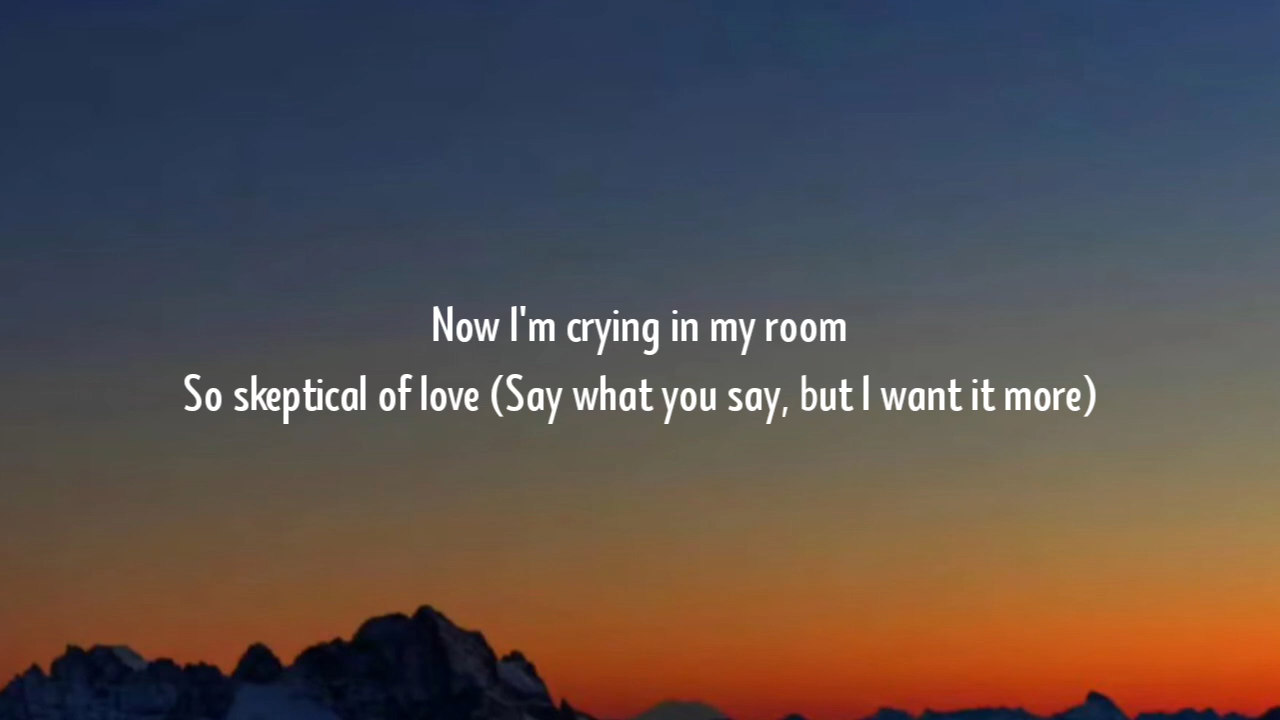 Now I'm crying in my room
So skeptical of love (Say what you say, but I want it more)